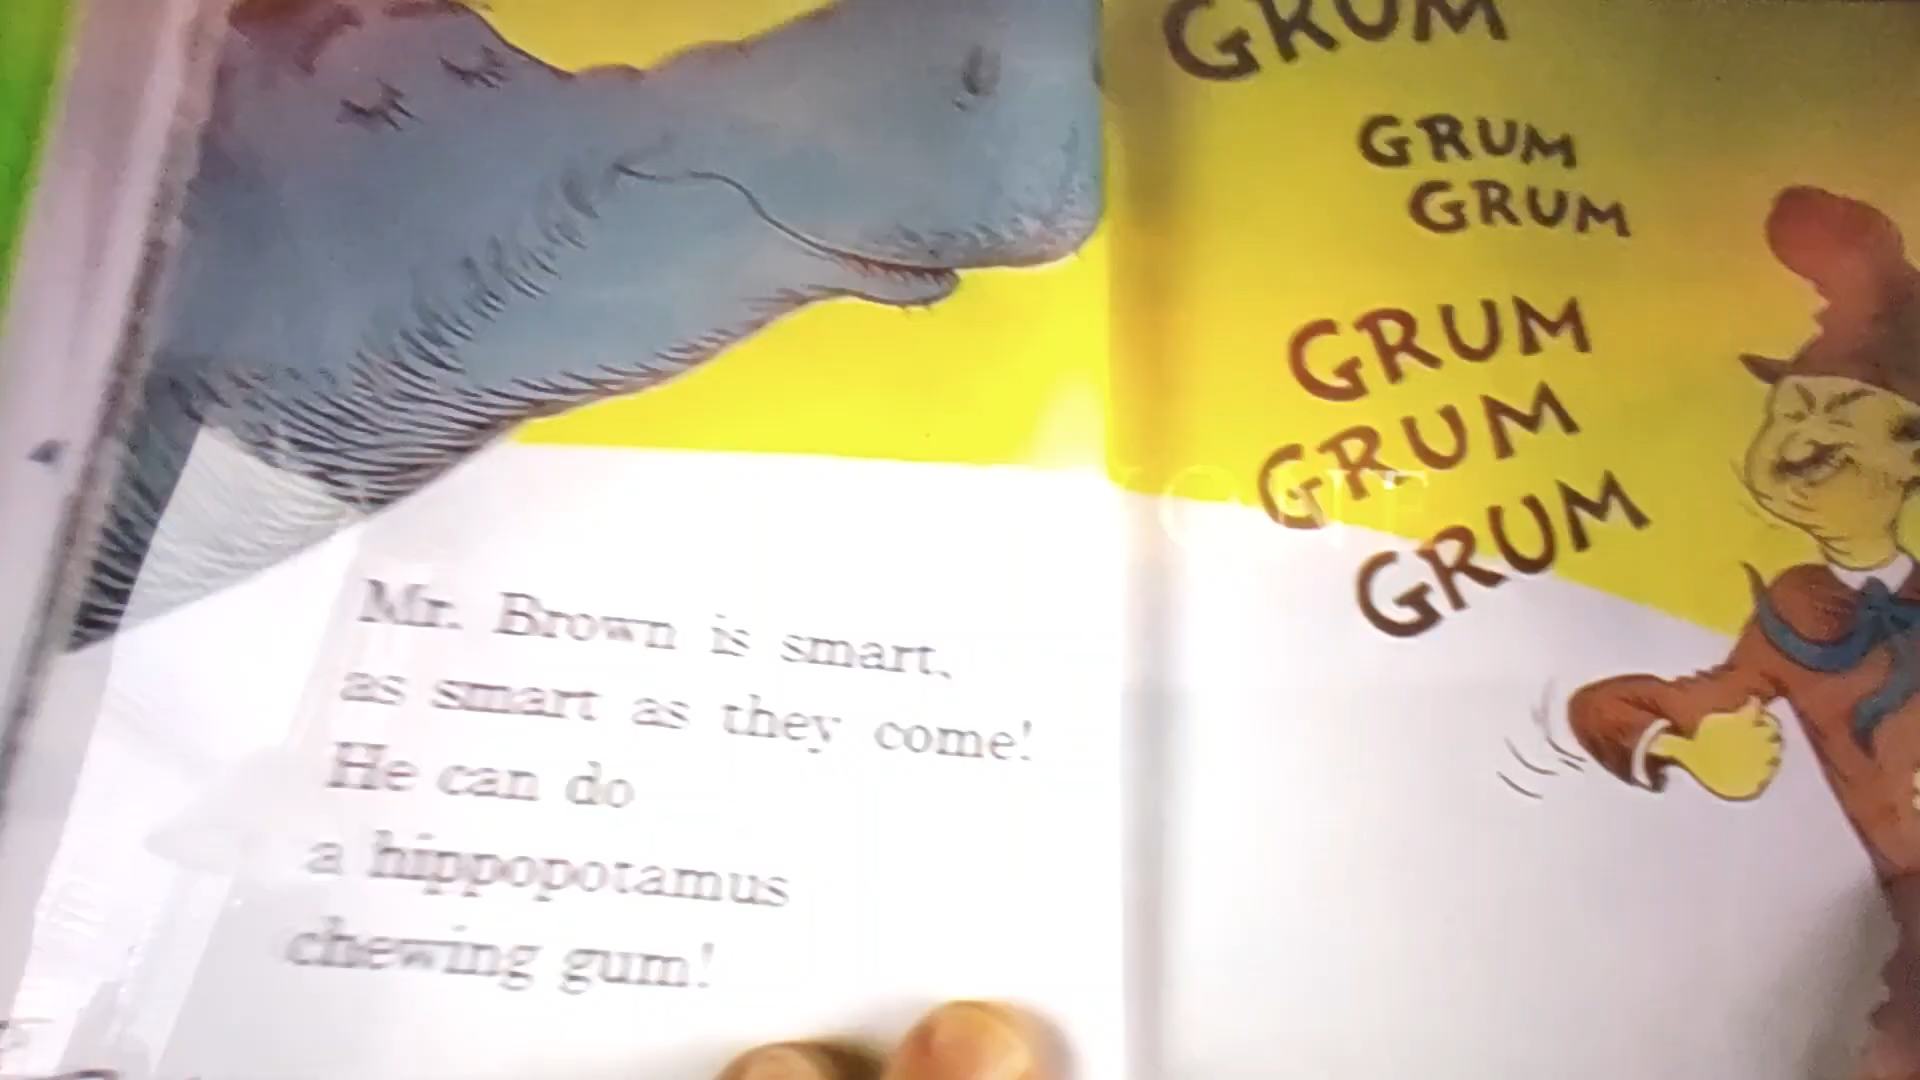 Mr. Brown is smart,
as smart as they come!
He can do
a hippopotamus
chewing gum!
GRUM
GRUM
GRUM
GRUM
GRUM
GRUM